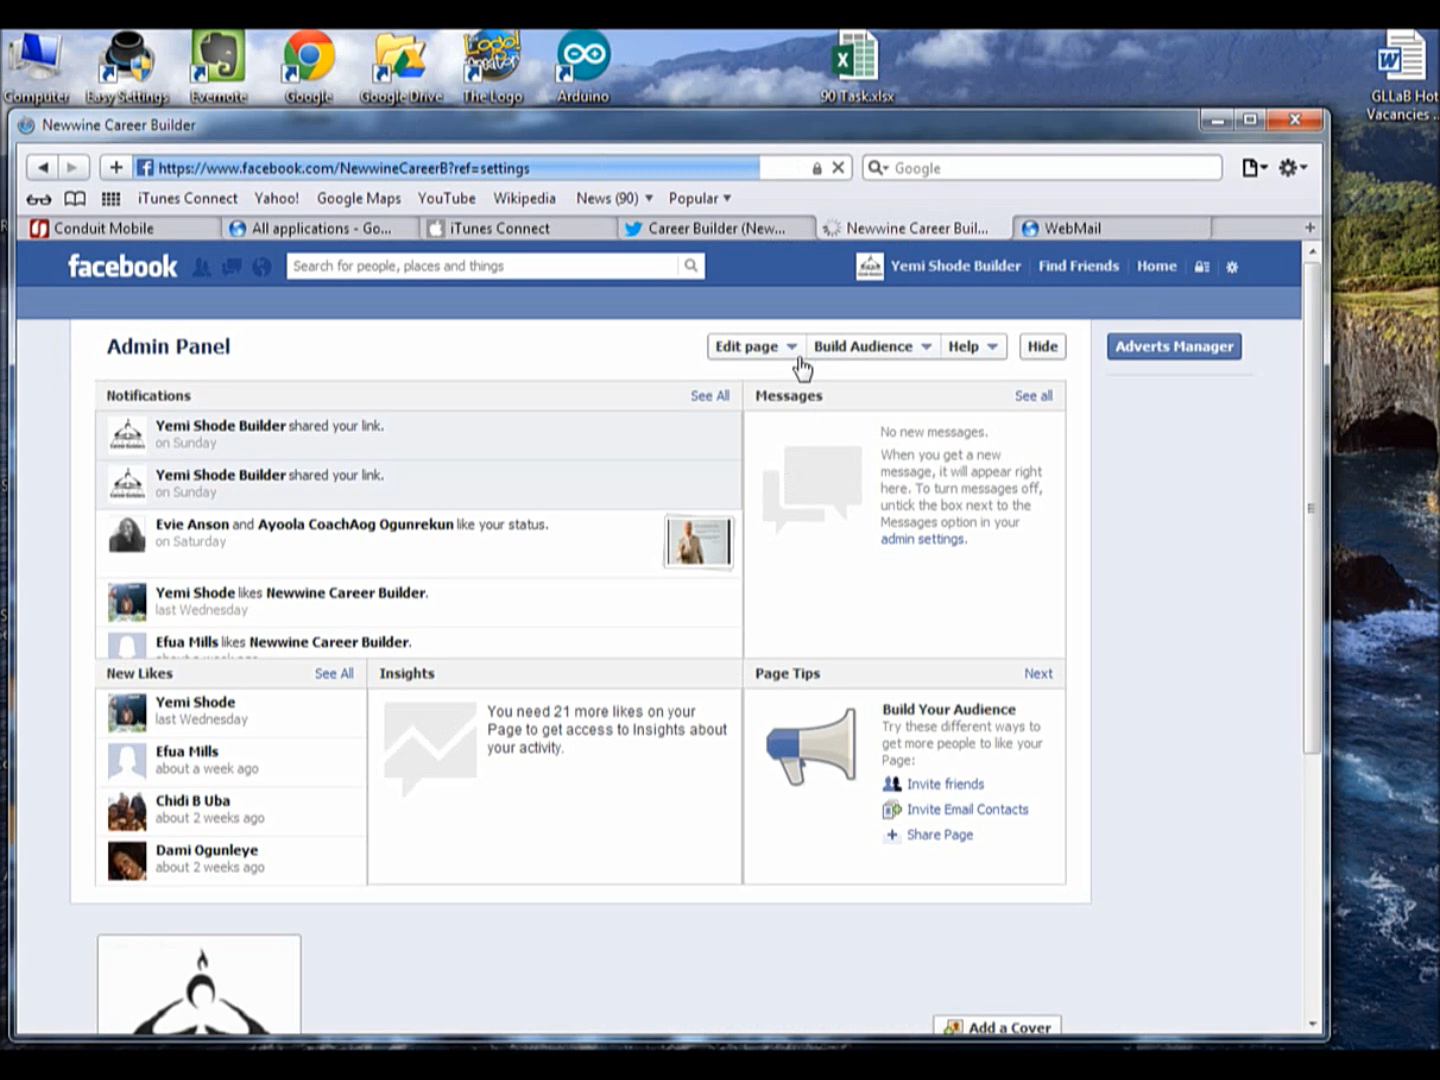 Computer
Easy Settings
Evernote
Google
Google Drive
The Logo
Arduino
90 Task.xlsx
GLLaB Hot
Vacancies ...
Newwine Career Builder
https://www.facebook.com/NewwineCareerB?ref=settings
Google
iTunes Connect
Yahoo!
Google Maps
YouTube
Wikipedia
News (90)
Popular
Conduit Mobile
All applications - Go...
iTunes Connect
Career Builder (New...
Newwine Career Buil...
WebMail
facebook
Search for people, places and things
Yemi Shode Builder
Find Friends
Home
Admin Panel
Edit page
Build Audience
Help
Hide
Adverts Manager
Notifications
See All
Yemi Shode Builder shared your link.
on Sunday
Yemi Shode Builder shared your link.
on Sunday
Evie Anson and Ayoola CoachAog Ogunrekun like your status.
on Saturday
Yemi Shode likes Newwine Career Builder.
last Wednesday
Efua Mills likes Newwine Career Builder.
Messages
See all
No new messages.
When you get a new
message, it will appear right
here. To turn messages off,
untick the box next to the
Messages option in your
admin settings.
New Likes
See All
Yemi Shode
last Wednesday
Efua Mills
about a week ago
Chidi B Uba
about 2 weeks ago
Dami Ogunleye
about 2 weeks ago
Insights
You need 21 more likes on your
Page to get access to Insights about
your activity.
Page Tips
Next
Build Your Audience
Try these different ways to
get more people to like your
Page:
Invite friends
Invite Email Contacts
Share Page
Add a Cover